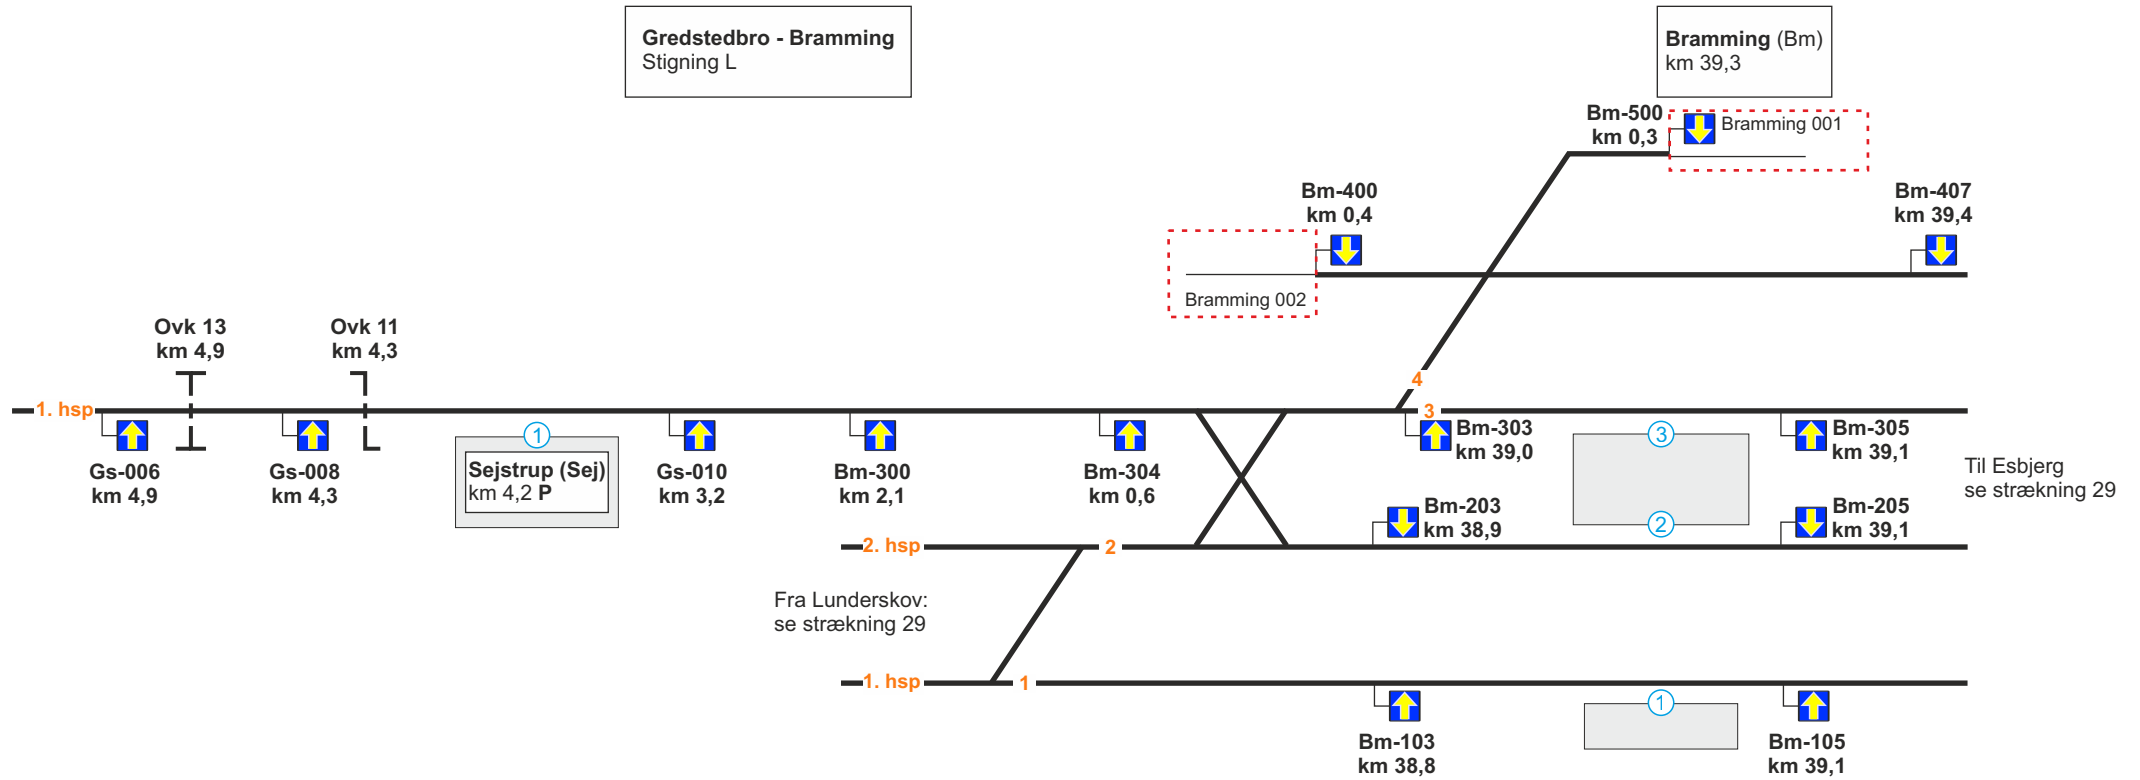 Gredstedbro - Bramming
Stigning L
Bramming (Bm)
km 39,3
Bm-500
km 0,3
Bramming 001
Bm-400
km 0,4
Bm-407
km 39,4
Bramming 002
Ovk 13
km 4,9
Ovk 11
km 4,3
4
1. hsp
3
Gs-006
km 4,9
Gs-008
km 4,3
1
Sejstrup (Sej)
km 4,2 P
Gs-010
km 3,2
Bm-300
km 2,1
Bm-304
km 0,6
Bm-303
km 39,0
3
Bm-305
km 39,1
Til Esbjerg
se strækning 29
Bm-203
km 38,9
2
Bm-205
km 39,1
2. hsp
2
Fra Lunderskov:
se strækning 29
1. hsp
1
Bm-103
km 38,8
1
Bm-105
km 39,1